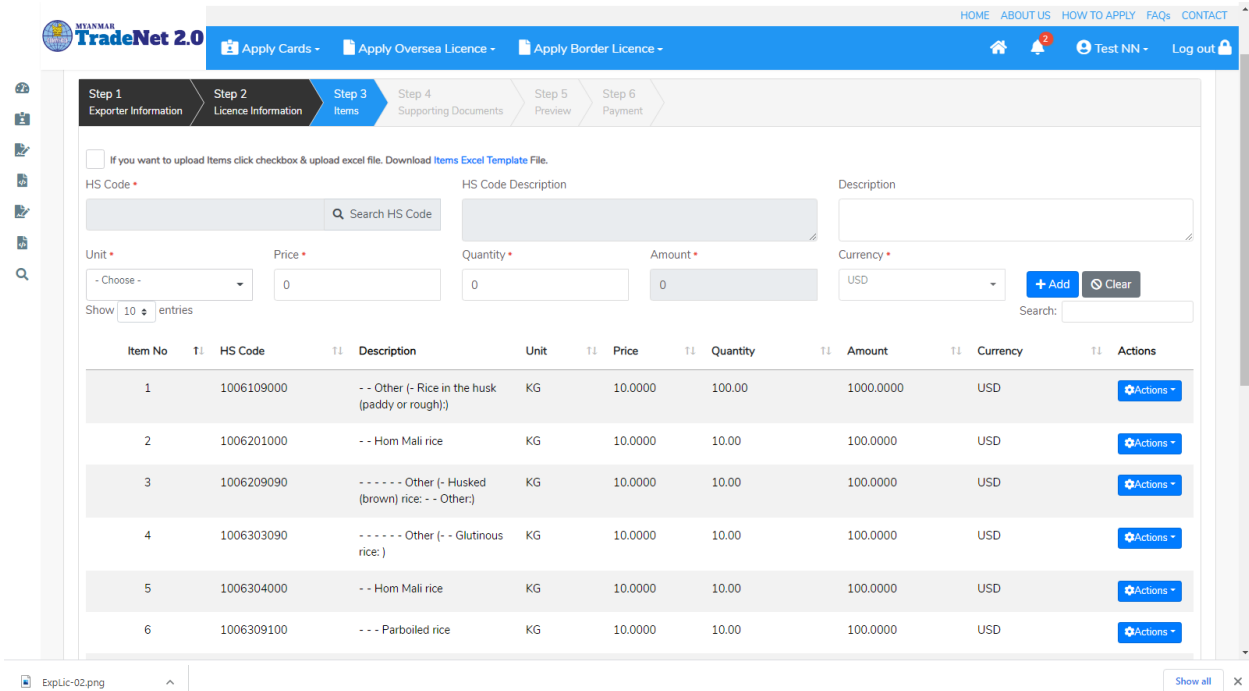 HOME ABOUT US HOW TO APPLY FAQs CONTACT
MYANMAR
TradeNet 2.0
Apply Cards Apply Oversea Licence Apply Border Licence 2 Test NN Log out
Step 1 Step 2 Step 3 Step 4 Step 5 Step 6
Exporter Information Licence Information Items Supporting Documents Preview Payment
If you want to upload Items click checkbox & upload excel file. Download Items Excel Template File.
HS Code * HS Code Description Description
Search HS Code
Unit * Price * Quantity * Amount * Currency *
- Choose - 0 0 0 USD + Add Clear
Show 10 entries Search:
Item No HS Code Description Unit Price Quantity Amount Currency Actions
1 1006109000 - - Other (- Rice in the husk KG 10.0000 100.00 1000.0000 USD Actions
(paddy or rough):)
2 1006201000 - - Hom Mali rice KG 10.0000 10.00 100.0000 USD Actions
3 1006209090 - - - - - - Other (- Husked KG 10.0000 10.00 100.0000 USD Actions
(brown) rice: - - Other:)
4 1006303090 - - - - - - Other (- - Glutinous KG 10.0000 10.00 100.0000 USD Actions
rice: )
5 1006304000 - - Hom Mali rice KG 10.0000 10.00 100.0000 USD Actions
6 1006309100 - - - Parboiled rice KG 10.0000 10.00 100.0000 USD Actions
ExpLic-02.png Show all